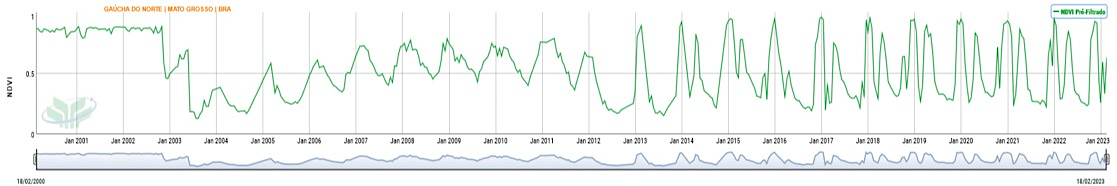 GAÚCHA DO NORTE | MATO GROSSO | BRA
NDVI Pré-Filtrado
NDVI
1
0.5
0
Jan 2001 Jan 2002 Jan 2003 Jan 2004 Jan 2005 Jan 2006 Jan 2007 Jan 2008 Jan 2009 Jan 2010 Jan 2011 Jan 2012 Jan 2013 Jan 2014 Jan 2015 Jan 2016 Jan 2017 Jan 2018 Jan 2019 Jan 2020 Jan 2021 Jan 2022 Jan 2023
18/02/2000 18/02/2023